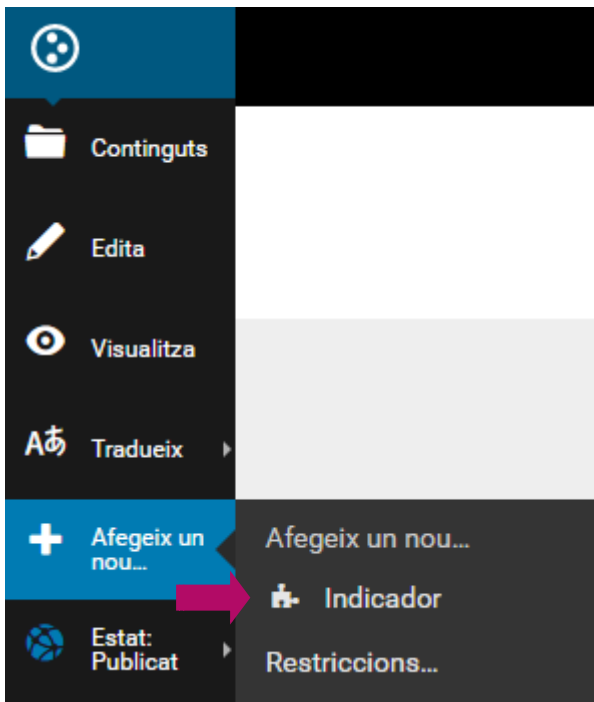 Continguts
Edita
Visualitza
Aあ Tradueix
Afegeix un
nou...
Afegeix un nou...
Indicador
Estat:
Publicat
Restriccions...